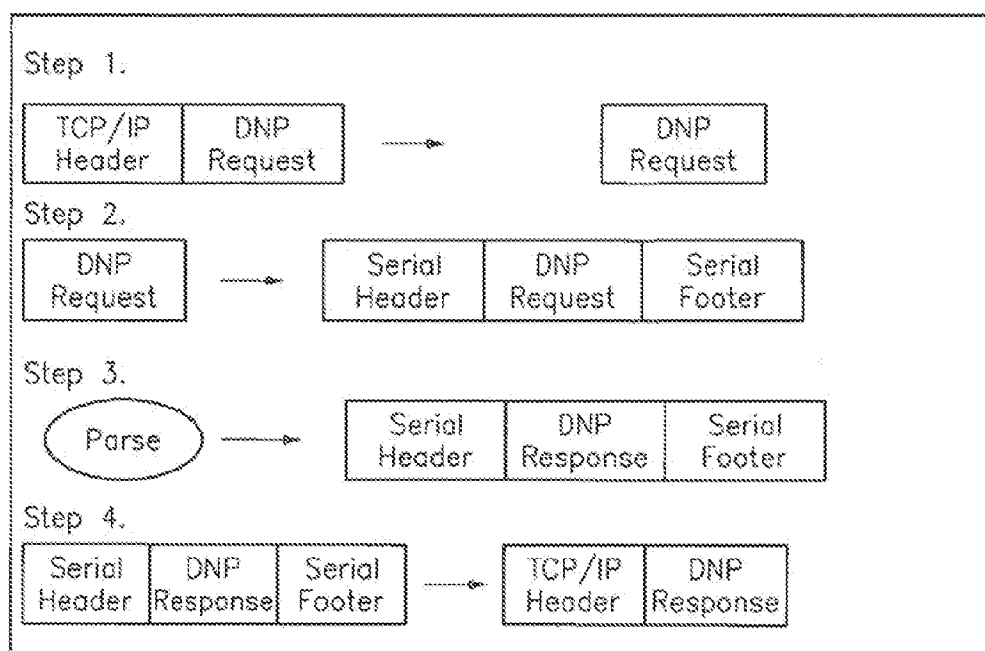 Step 1.
TCP/IP Header DNP Request DNP Request
Step 2.
DNP Request Serial Header DNP Request Serial Footer
Step 3.
Parse Serial Header DNP Response Serial Footer
Step 4.
Serial Header DNP Response Serial Footer TCP/IP Header DNP Response